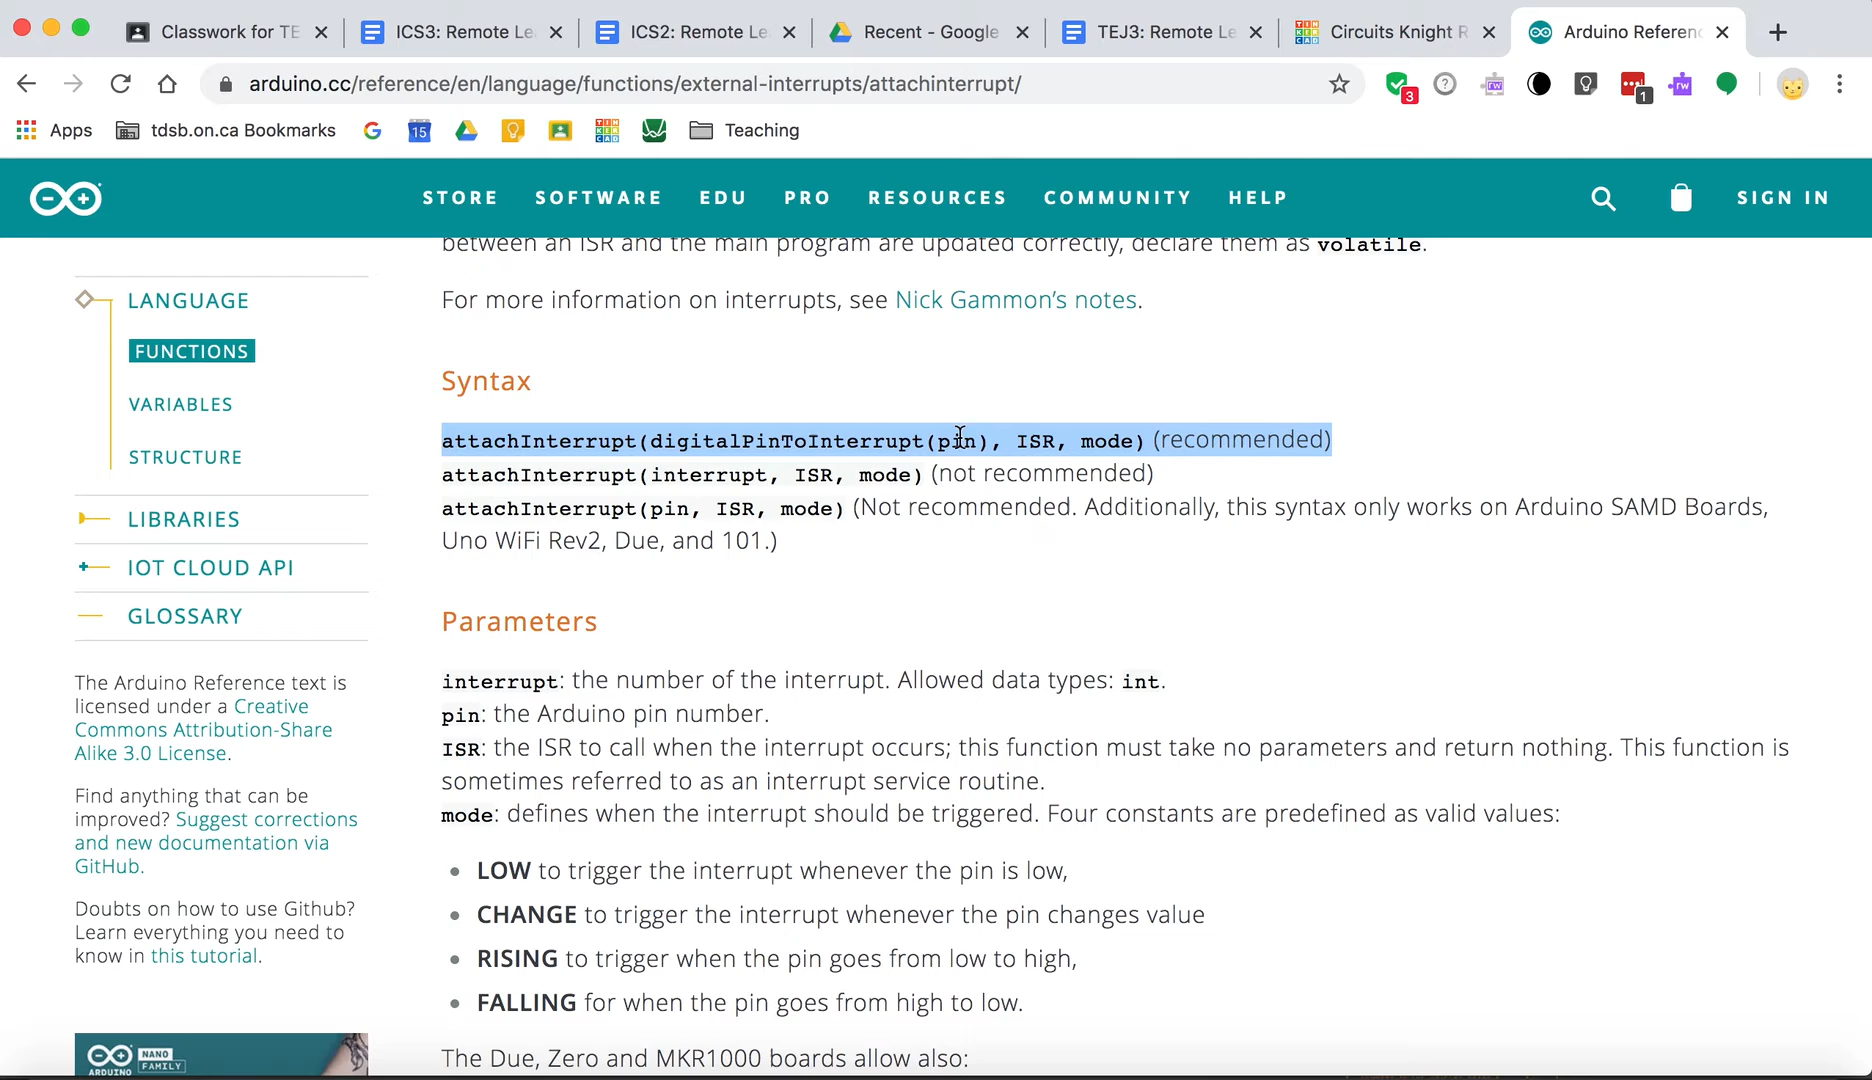 Classwork for TE
ICS3: Remote Le
ICS2: Remote Le
Recent - Google
TEJ3: Remote Le
Circuits Knight R
Arduino Referenc
arduino.cc/reference/en/language/functions/external-interrupts/attachinterrupt/
3
1
Apps
tdsb.on.ca Bookmarks
15
Teaching
STORE
SOFTWARE
EDU
PRO
RESOURCES
COMMUNITY
HELP
SIGN IN
between an ISR and the main program are updated correctly, declare them as volatile.
For more information on interrupts, see Nick Gammon's notes.
LANGUAGE
FUNCTIONS
VARIABLES
STRUCTURE
LIBRARIES
IOT CLOUD API
GLOSSARY
The Arduino Reference text is
licensed under a Creative
Commons Attribution-Share
Alike 3.0 License.
Find anything that can be
improved? Suggest corrections
and new documentation via
GitHub.
Doubts on how to use Github?
Learn everything you need to
know in this tutorial.
ARDUINO
NANO
FAMILY
Syntax
attachInterrupt(digitalPinToInterrupt(pin), ISR, mode) (recommended)
attachInterrupt(interrupt, ISR, mode) (not recommended)
attachInterrupt(pin, ISR, mode) (Not recommended. Additionally, this syntax only works on Arduino SAMD Boards,
Uno WiFi Rev2, Due, and 101.)
Parameters
interrupt: the number of the interrupt. Allowed data types: int.
pin: the Arduino pin number.
ISR: the ISR to call when the interrupt occurs; this function must take no parameters and return nothing. This function is
sometimes referred to as an interrupt service routine.
mode: defines when the interrupt should be triggered. Four constants are predefined as valid values:
LOW to trigger the interrupt whenever the pin is low,
CHANGE to trigger the interrupt whenever the pin changes value
RISING to trigger when the pin goes from low to high,
FALLING for when the pin goes from high to low.
The Due, Zero and MKR1000 boards allow also: